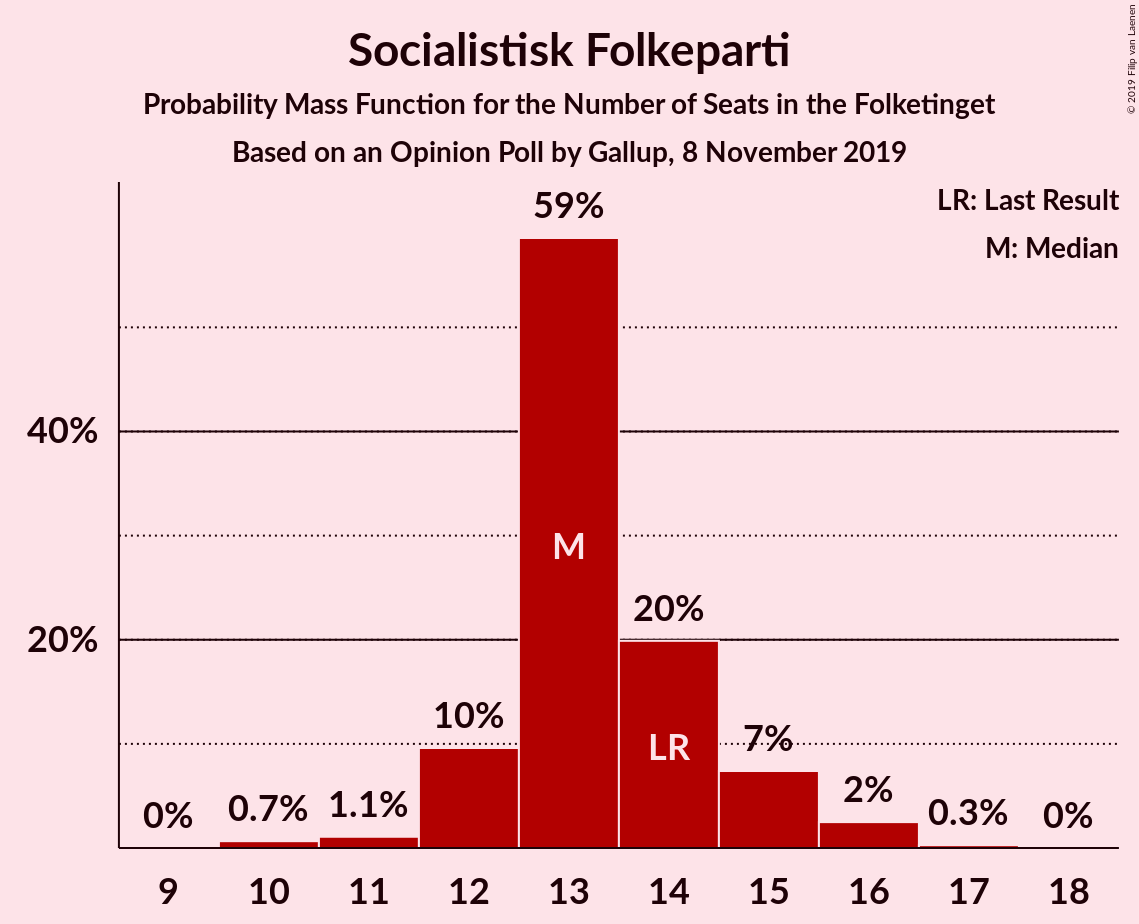 Socialistisk Folkeparti
Probability Mass Function for the Number of Seats in the Folketinget
Based on an Opinion Poll by Gallup, 8 November 2019
© 2019 Filip van Laenen
LR: Last Result
M: Median
59%
40%
M
20%
20%
10%
LR
7%
0%
0.7%
1.1%
2%
0.3%
0%
9 10 11 12 13 14 15 16 17 18